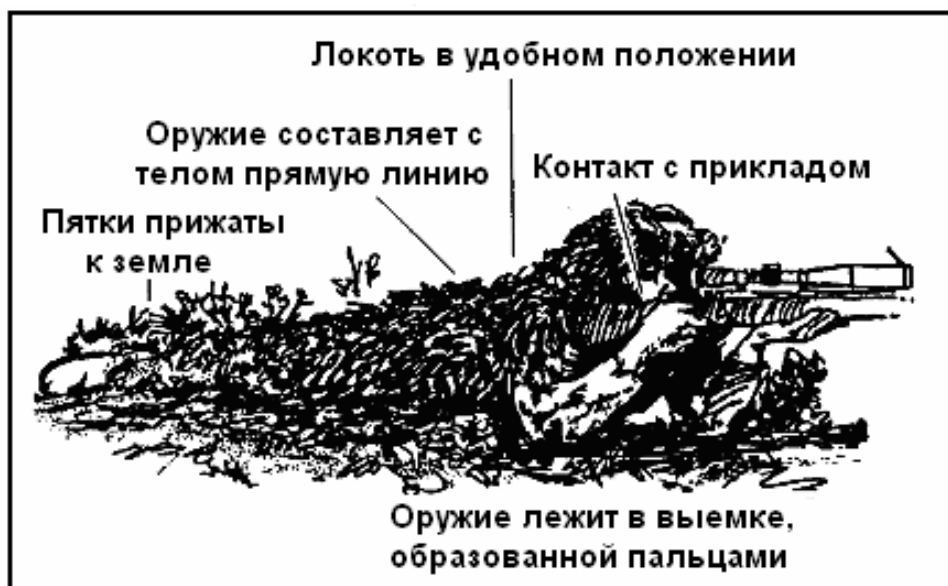 Локоть в удобном положении
Оружие составляет с
телом прямую линию
Контакт с прикладом
Пятки прижаты
к земле
Оружие лежит в выемке,
образованной пальцами